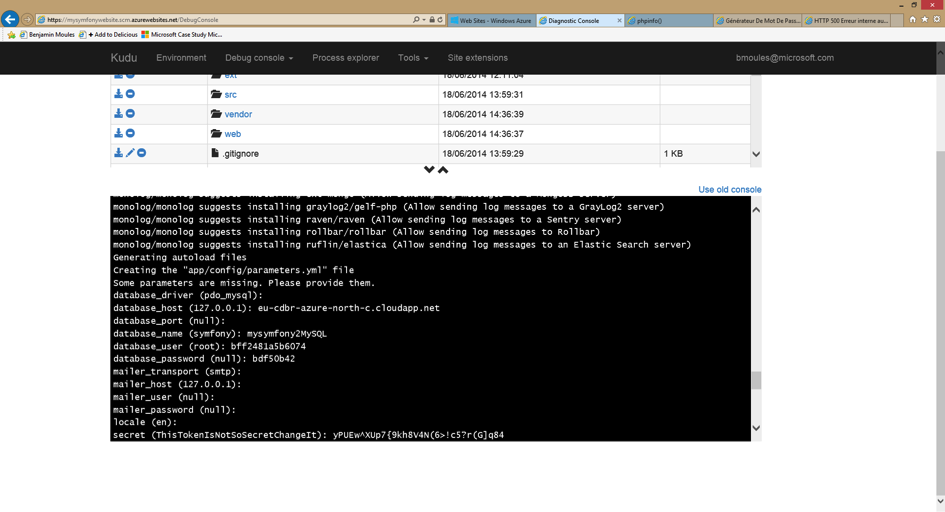 https://mysymfonywebsite.scm.azurewebsites.net/DebugConsole
Web Sites - Windows Azure
Diagnostic Console
phpinfo()
Générateur De Mot De Pass...
HTTP 500 Erreur interne au...
Benjamin Moules
Add to Delicious
Microsoft Case Study Mic...
Kudu Environment Debug console Process explorer Tools Site extensions bmoules@microsoft.com
ext 18/06/2014 12:11:04
src 18/06/2014 13:59:31
vendor 18/06/2014 14:36:39
web 18/06/2014 14:36:37
.gitignore 18/06/2014 13:59:29 1 KB
Use old console
monolog/monolog suggests installing graylog2/gelf-php (Allow sending log messages to a GrayLog2 server)
monolog/monolog suggests installing raven/raven (Allow sending log messages to a Sentry server)
monolog/monolog suggests installing rollbar/rollbar (Allow sending log messages to Rollbar)
monolog/monolog suggests installing ruflin/elastica (Allow sending log messages to an Elastic Search server)
Generating autoload files
Creating the "app/config/parameters.yml" file
Some parameters are missing. Please provide them.
database_driver (pdo_mysql):
database_host (127.0.0.1): eu-cdbr-azure-north-c.cloudapp.net
database_port (null):
database_name (symfony): mysymfony2MySQL
database_user (root): bff2481a5b6074
database_password (null): bdf50b42
mailer_transport (smtp):
mailer_host (127.0.0.1):
mailer_user (null):
mailer_password (null):
locale (en):
secret (ThisTokenIsNotSoSecretChangeIt): yPUEw^XUp7{9kh8V4N(6>!c5?r(G]q84